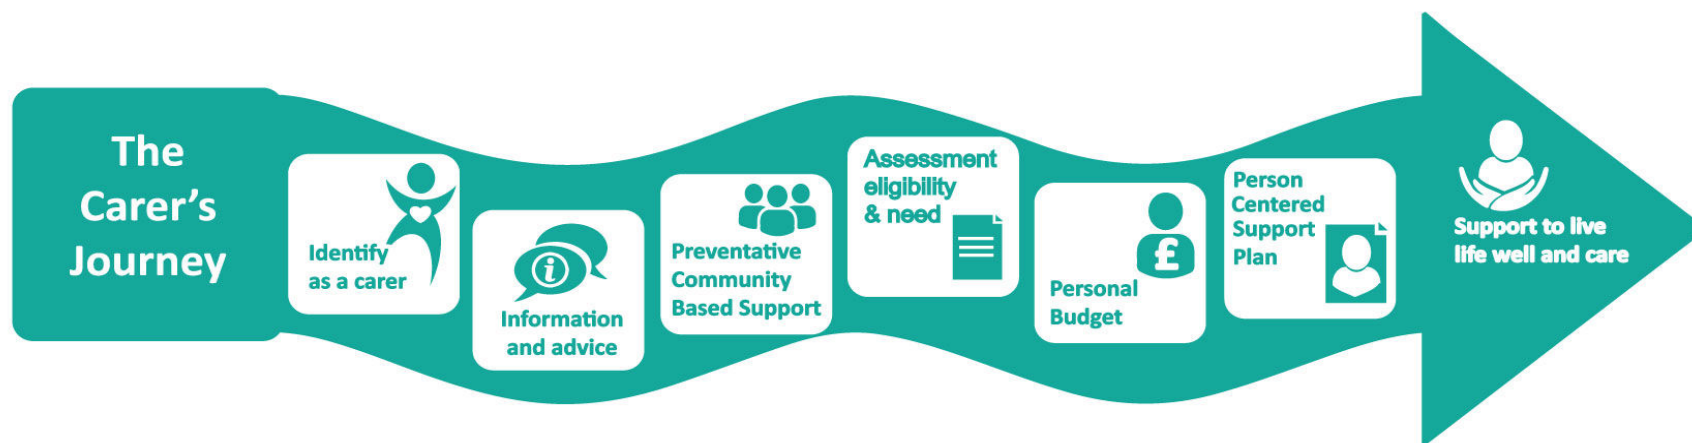 The
Carer’s
Journey
Identify
as a carer
Information
and advice
Preventative
Community
Based Support
Assessment
eligibility
& need
£
Personal
Budget
Person
Centered
Support
Plan
Support to live
life well and care